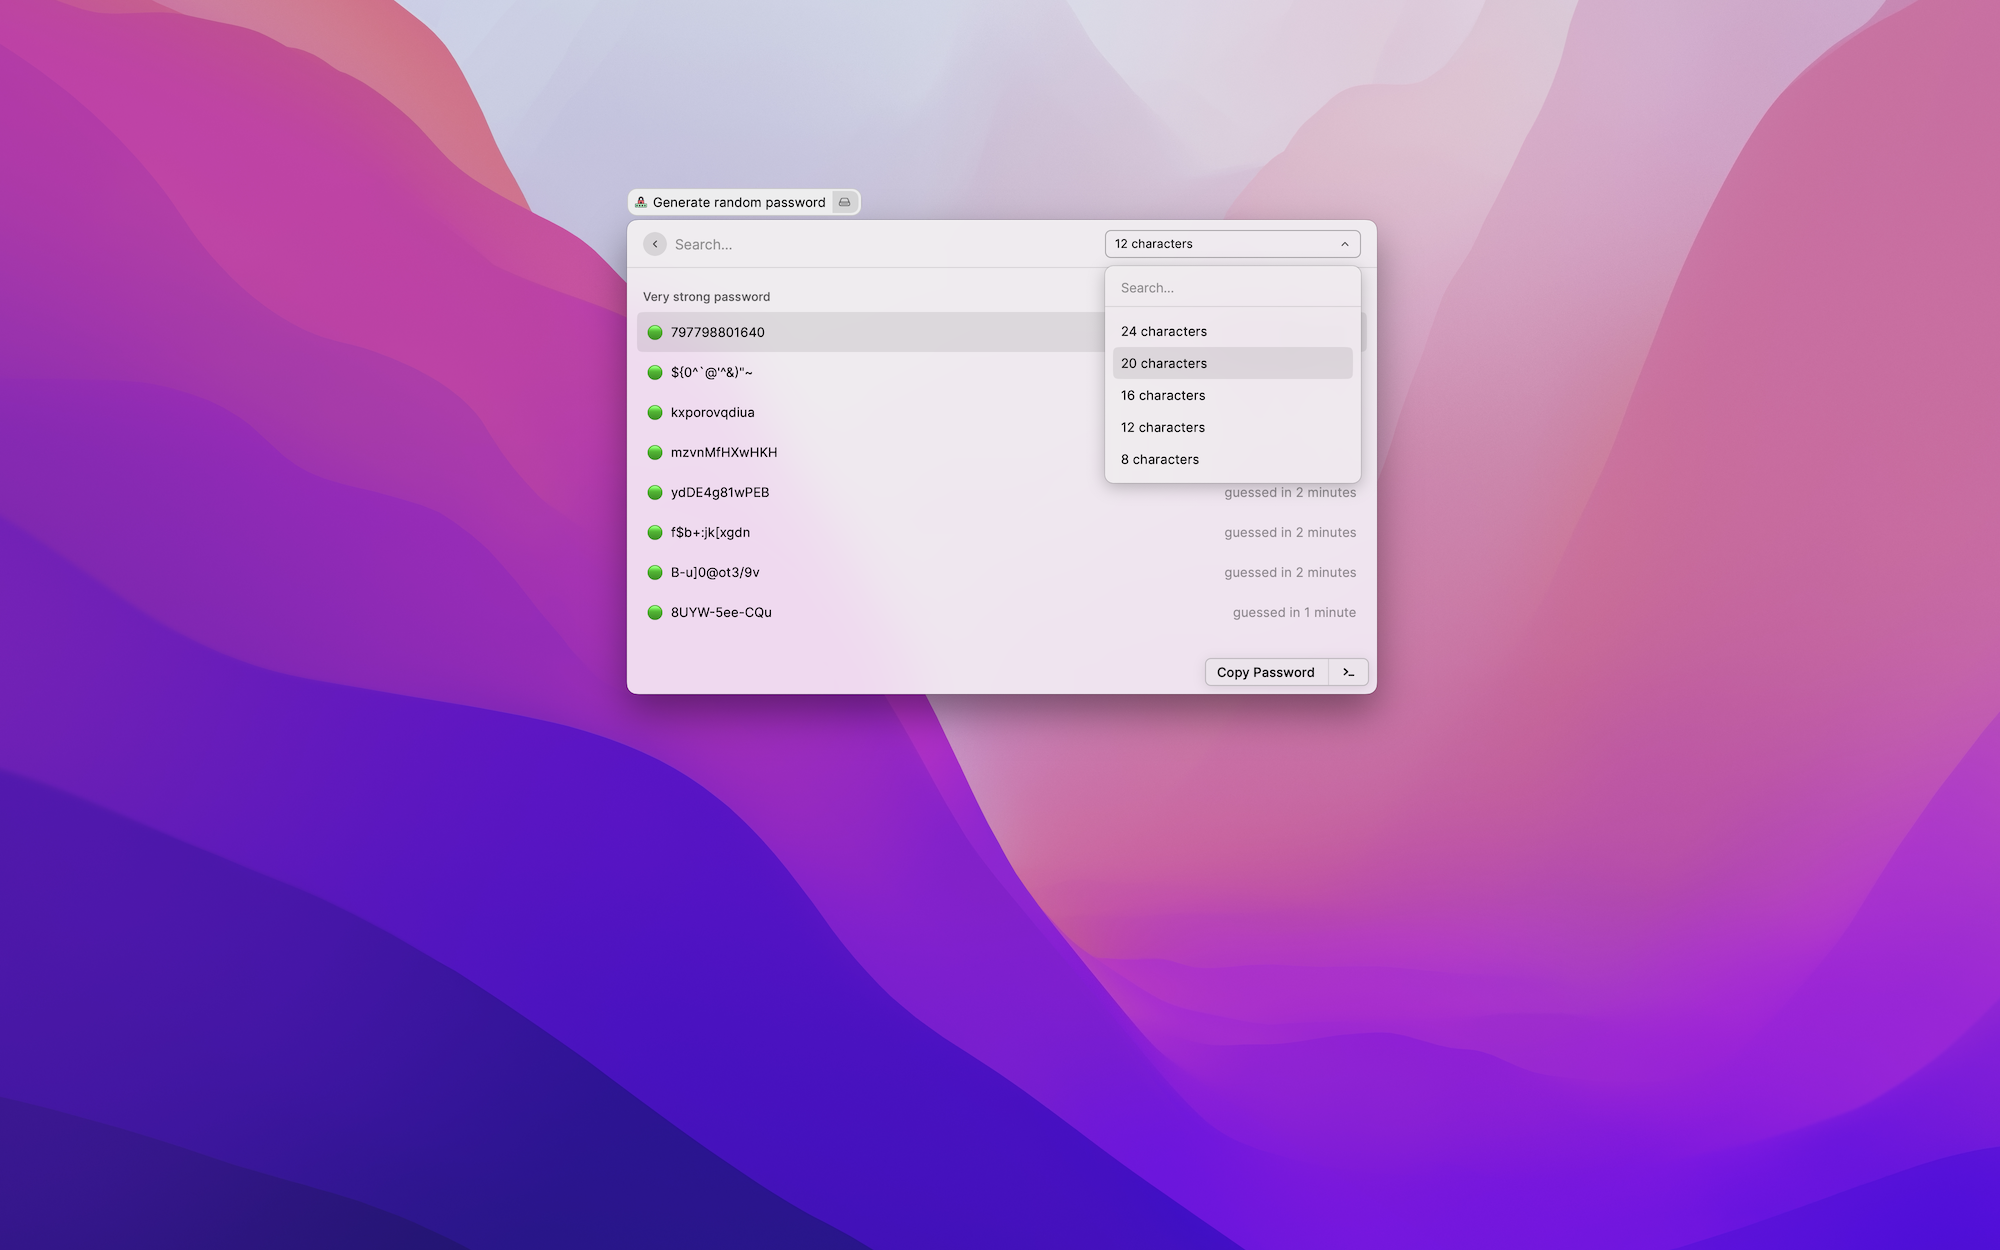 Generate random password
Search...
12 characters
Search...
24 characters
20 characters
16 characters
12 characters
8 characters
Very strong password
797798801640
${0^`@'^&)"~
kxporovqdiua
mzvnMfHXwHKH
ydDE4g81wPEB
guessed in 2 minutes
f$b+:jk[xgdn
guessed in 2 minutes
B-u]0@ot3/9v
guessed in 2 minutes
8UYW-5ee-CQu
guessed in 1 minute
Copy Password